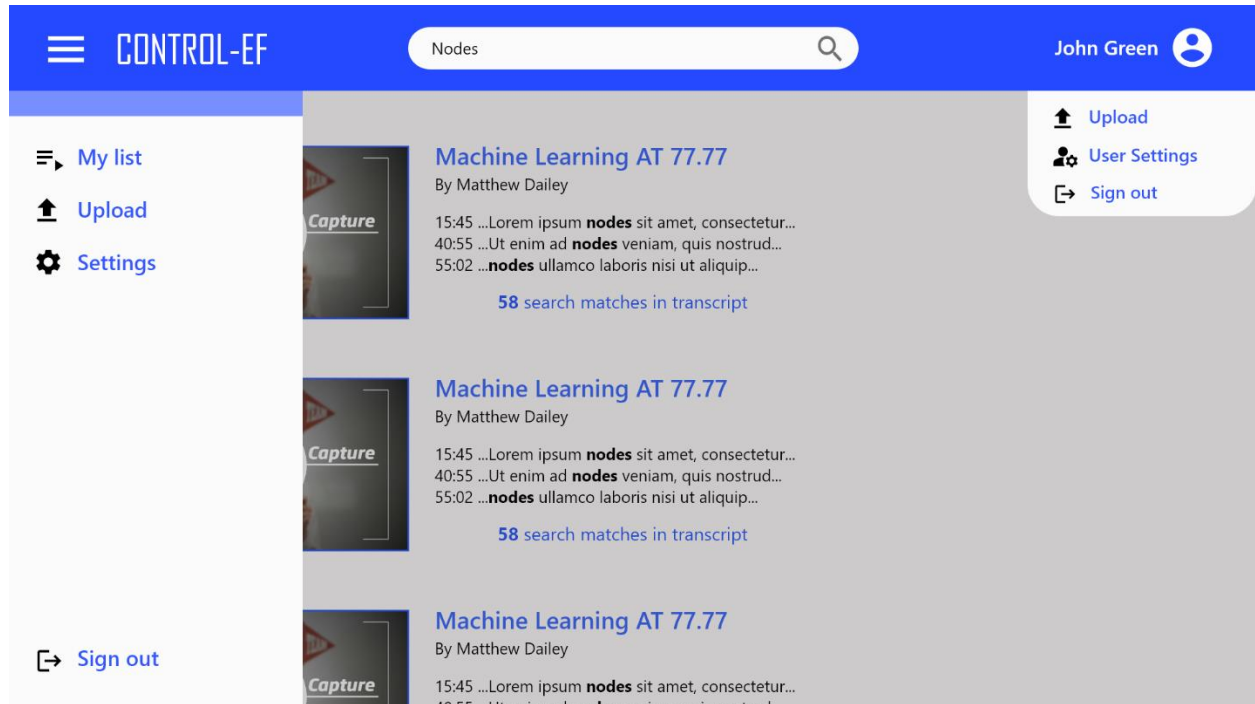 CONTROL-EF
Nodes
John Green
Upload
User Settings
Sign out
My list
Upload
Settings
Sign out
Capture
Machine Learning AT 77.77
By Matthew Dailey
15:45 ...Lorem ipsum nodes sit amet, consectetur...
40:55 ...Ut enim ad nodes veniam, quis nostrud...
55:02 ...nodes ullamco laboris nisi ut aliquip...
58 search matches in transcript
Capture
Machine Learning AT 77.77
By Matthew Dailey
15:45 ...Lorem ipsum nodes sit amet, consectetur...
40:55 ...Ut enim ad nodes veniam, quis nostrud...
55:02 ...nodes ullamco laboris nisi ut aliquip...
58 search matches in transcript
Capture
Machine Learning AT 77.77
By Matthew Dailey
15:45 ...Lorem ipsum nodes sit amet, consectetur...